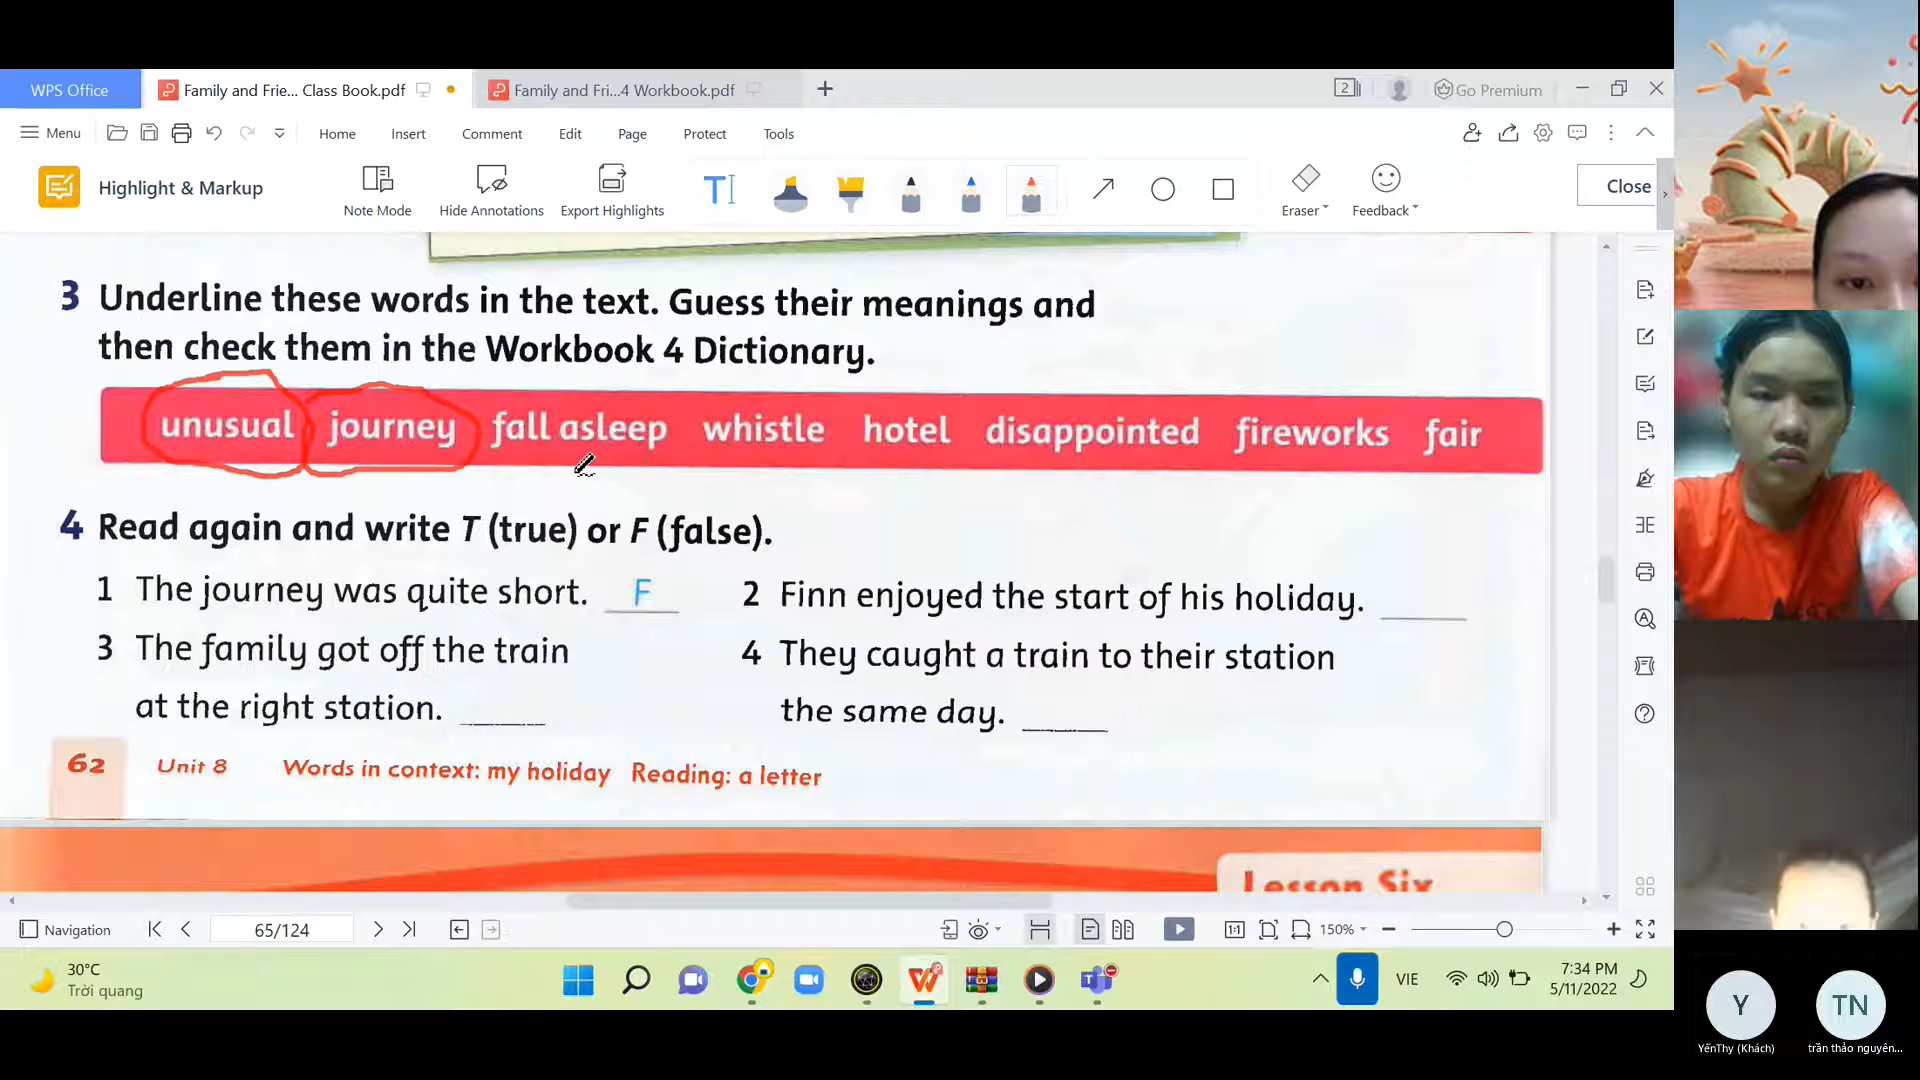 WPS Office
Family and Frie... Class Book.pdf
Family and Fri...4 Workbook.pdf
+
2
Go Premium
Menu
Home
Insert
Comment
Edit
Page
Protect
Tools
Highlight & Markup
Note Mode
Hide Annotations
Export Highlights
Eraser
Feedback
Close
3 Underline these words in the text. Guess their meanings and
then check them in the Workbook 4 Dictionary.
unusual journey fall asleep whistle hotel disappointed fireworks fair
4 Read again and write T (true) or F (false).
1 The journey was quite short. F
2 Finn enjoyed the start of his holiday. ____
3 The family got off the train
at the right station. ____
4 They caught a train to their station
the same day. ____
62 Unit 8 Words in context: my holiday Reading: a letter
Lesson Six
Navigation
65/124
1:1
150%
30°C
Trời quang
VIE
7:34 PM
5/11/2022
Y
TN
YếnThy (Khách)
trần thảo nguyên...